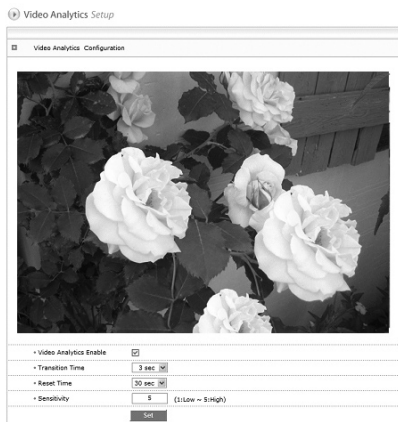 Video Analytics Setup
Video Analytics Configuration
Video Analytics Enable
Transition Time 3 sec
Reset Time 30 sec
Sensitivity 5 (1:Low ~ 5:High)
Set